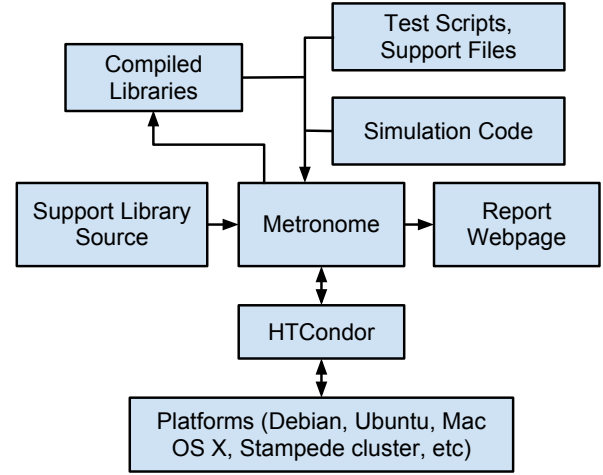 Test Scripts,
Support Files
Compiled
Libraries
Simulation Code
Support Library
Source
Metronome
Report
Webpage
HTCondor
Platforms (Debian, Ubuntu, Mac
OS X, Stampede cluster, etc)